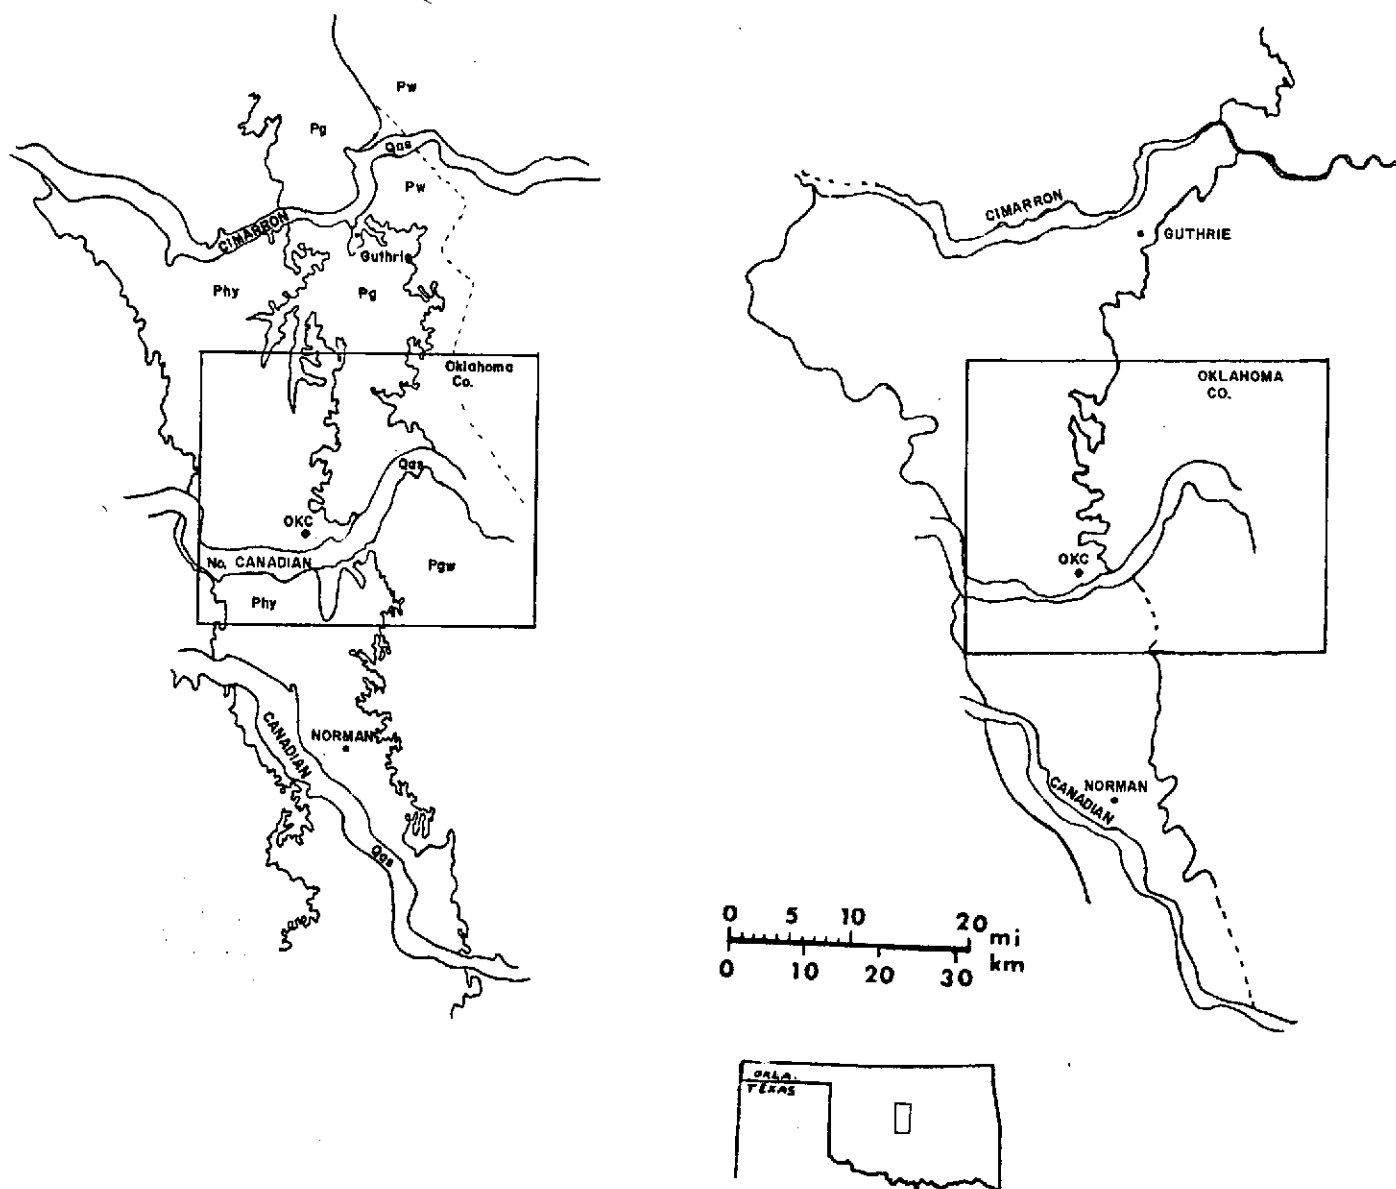 Pw
Pg
Qas
Pw
CIMARRON
Guthrie
Phy
Pg
Oklahoma
Co.
Qas
OKC
No. CANADIAN
Pgw
Phy
CANADIAN
NORMAN
Qas
CIMARRON
GUTHRIE
OKLAHOMA
CO.
OKC
CANADIAN
NORMAN
0 5 10 20 mi
0 10 20 30 km
OKLA.
TEXAS